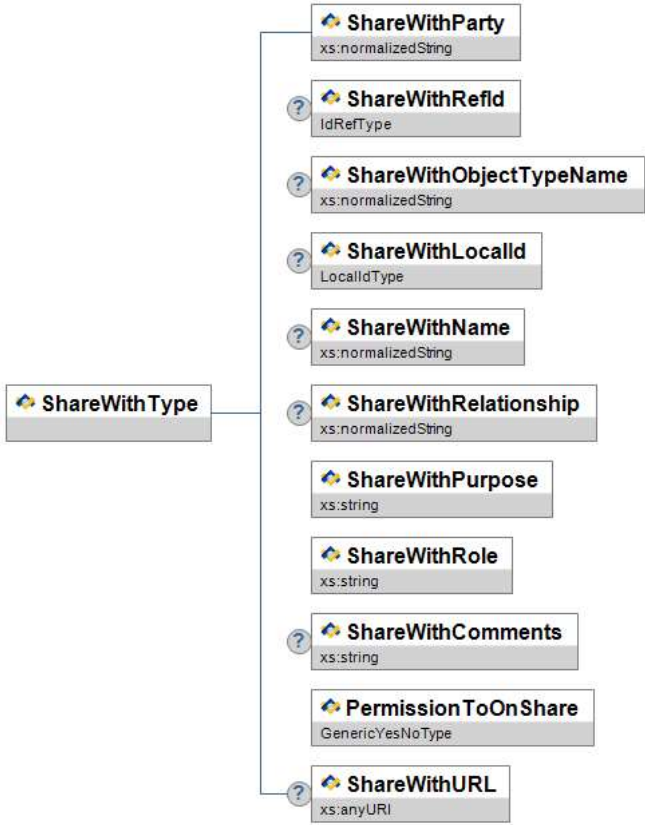 ShareWithParty
xs:normalizedString
?
ShareWithRefId
IdRefType
?
ShareWithObjectTypeName
xs:normalizedString
?
ShareWithLocalId
LocalIdType
?
ShareWithName
xs:normalizedString
ShareWithType
?
ShareWithRelationship
xs:normalizedString
ShareWithPurpose
xs:string
ShareWithRole
xs:string
?
ShareWithComments
xs:string
PermissionToOnShare
GenericYesNoType
?
ShareWithURL
xs:anyURI